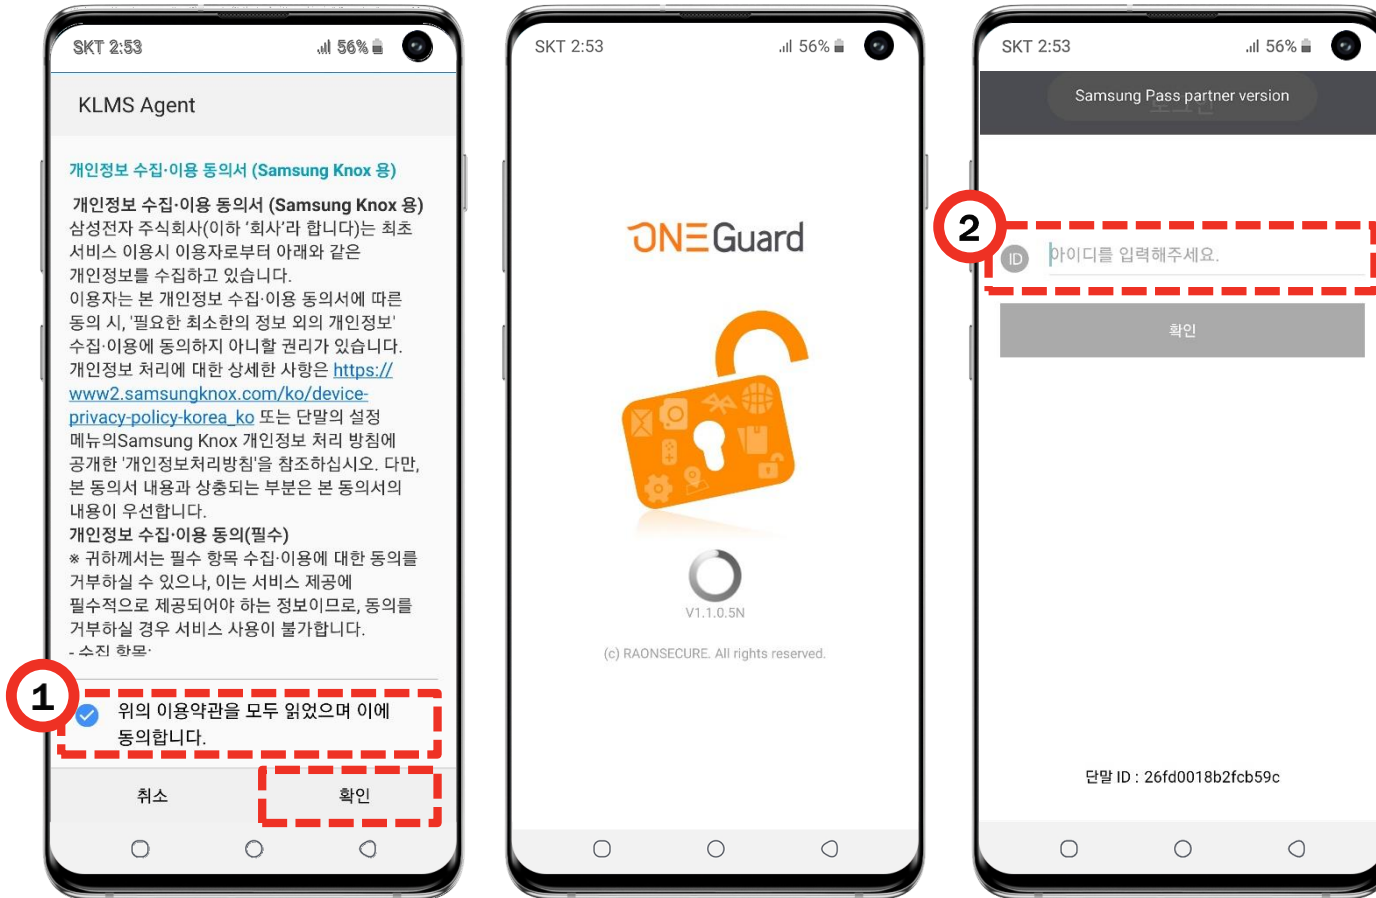 SKT 2:53
56%
KLMS Agent
개인정보 수집·이용 동의서 (Samsung Knox 용)
개인정보 수집·이용 동의서 (Samsung Knox 용)
삼성전자 주식회사(이하 ‘회사’라 합니다)는 최초
서비스 이용시 이용자로부터 아래와 같은
개인정보를 수집하고 있습니다.
이용자는 본 개인정보 수집·이용 동의서에 따른
동의 시, '필요한 최소한의 정보 외의 개인정보'
수집·이용에 동의하지 아니할 권리가 있습니다.
개인정보 처리에 대한 상세한 사항은 https://
www2.samsungknox.com/ko/device-
privacy-policy-korea_ko 또는 단말의 설정
메뉴의Samsung Knox 개인정보 처리 방침에
공개한 '개인정보처리방침'을 참조하십시오. 다만,
본 동의서 내용과 상충되는 부분은 본 동의서의
내용이 우선합니다.
개인정보 수집·이용 동의(필수)
※ 귀하께서는 필수 항목 수집·이용에 대한 동의를
거부하실 수 있으나, 이는 서비스 제공에
필수적으로 제공되어야 하는 정보이므로, 동의를
거부하실 경우 서비스 사용이 불가합니다.
- 수집 항목:
1
위의 이용약관을 모두 읽었으며 이에
동의합니다.
취소
확인
SKT 2:53
56%
ONEGuard
V1.1.0.5N
(c) RAONSECURE. All rights reserved.
SKT 2:53
56%
Samsung Pass partner version
로그인
2
ID
아이디를 입력해주세요.
확인
단말 ID : 26fd0018b2fcb59c